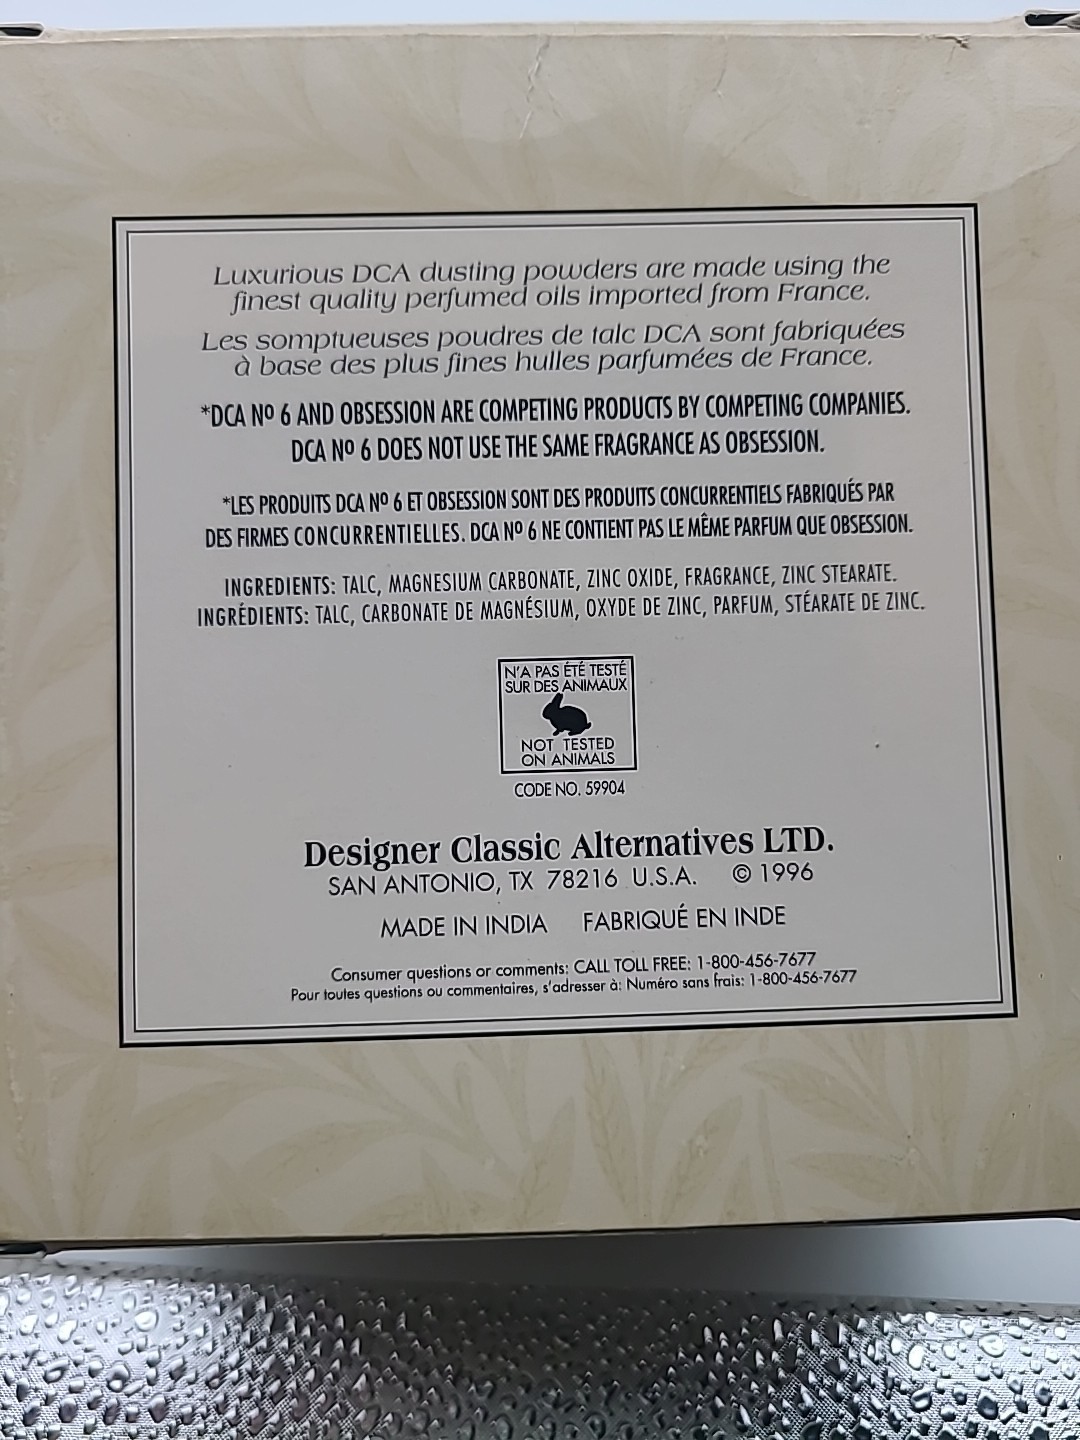 Luxurious DCA dusting powders are made using the
finest quality perfumed oils imported from France.
Les somptueuses poudres de talc DCA sont fabriquées
à base des plus fines hulles parfumées de France.
*DCA Nº 6 AND OBSESSION ARE COMPETING PRODUCTS BY COMPETING COMPANIES.
DCA Nº 6 DOES NOT USE THE SAME FRAGRANCE AS OBSESSION.
*LES PRODUITS DCA Nº 6 ET OBSESSION SONT DES PRODUITS CONCURRENTIELS FABRIQUÉS PAR
DES FIRMES CONCURRENTIELLES. DCA Nº 6 NE CONTIENT PAS LE MÊME PARFUM QUE OBSESSION.
INGREDIENTS: TALC, MAGNESIUM CARBONATE, ZINC OXIDE, FRAGRANCE, ZINC STEARATE.
INGRÉDIENTS: TALC, CARBONATE DE MAGNÉSIUM, OXYDE DE ZINC, PARFUM, STÉARATE DE ZINC.
N'A PAS ÉTÉ TESTÉ
SUR DES ANIMAUX
NOT TESTED
ON ANIMALS
CODE NO. 59904
Designer Classic Alternatives LTD.
SAN ANTONIO, TX 78216 U.S.A. © 1996
MADE IN INDIA FABRIQUÉ EN INDE
Consumer questions or comments: CALL TOLL FREE: 1-800-456-7677
Pour toutes questions ou commentaires, s'adresser à: Numéro sans frais: 1-800-456-7677